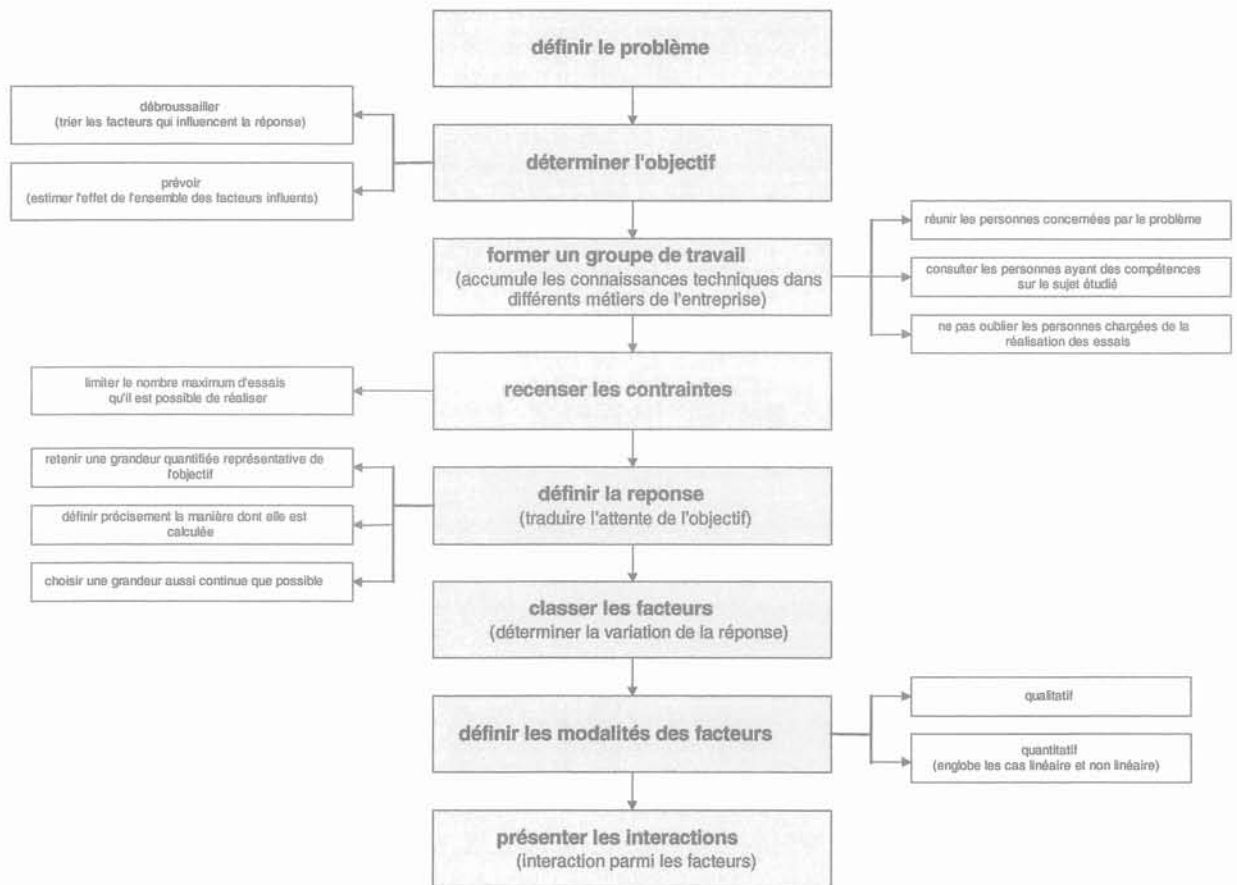 définir le problème
débroussailler
(trier les facteurs qui influencent la réponse)
déterminer l'objectif
prévoir
(estimer l'effet de l'ensemble des facteurs influents)
former un groupe de travail
(accumule les connaissances techniques dans
différents métiers de l'entreprise)
réunir les personnes concernées par le problème
consulter les personnes ayant des compétences
sur le sujet étudié
ne pas oublier les personnes chargées de la
réalisation des essais
recenser les contraintes
limiter le nombre maximum d'essais
qu'il est possible de réaliser
définir la reponse
(traduire l'attente de l'objectif)
retenir une grandeur quantifiée représentative de
l'objectif
définir précisement la manière dont elle est
calculée
choisir une grandeur aussi continue que possible
classer les facteurs
(déterminer la variation de la réponse)
définir les modalités des facteurs
qualitatif
quantitatif
(englobe les cas linéaire et non linéaire)
présenter les interactions
(interaction parmi les facteurs)